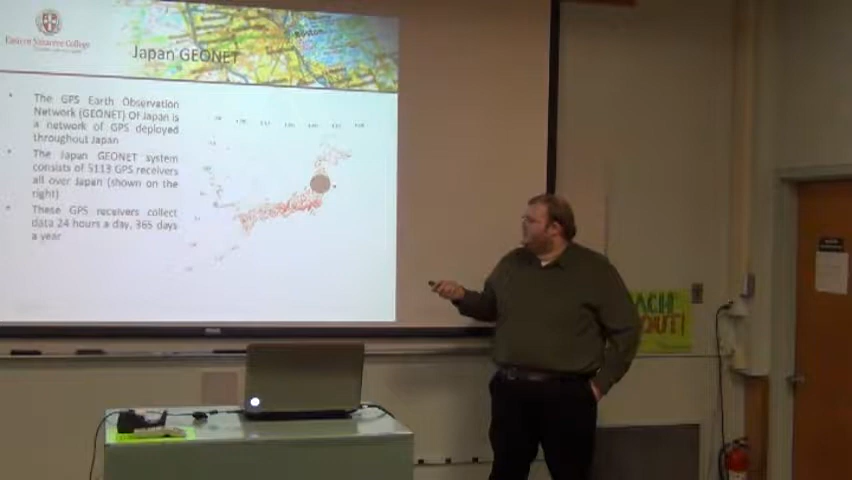 Eastern Nazarene College
Japan GEONET
• The GPS Earth Observation
Network (GEONET) Of Japan is
a network of GPS deployed
throughout Japan
• The Japan GEONET system
consists of 5113 GPS receivers
all over Japan (shown on the
right)
• These GPS receivers collect
data 24 hours a day, 365 days
a year
OUT!